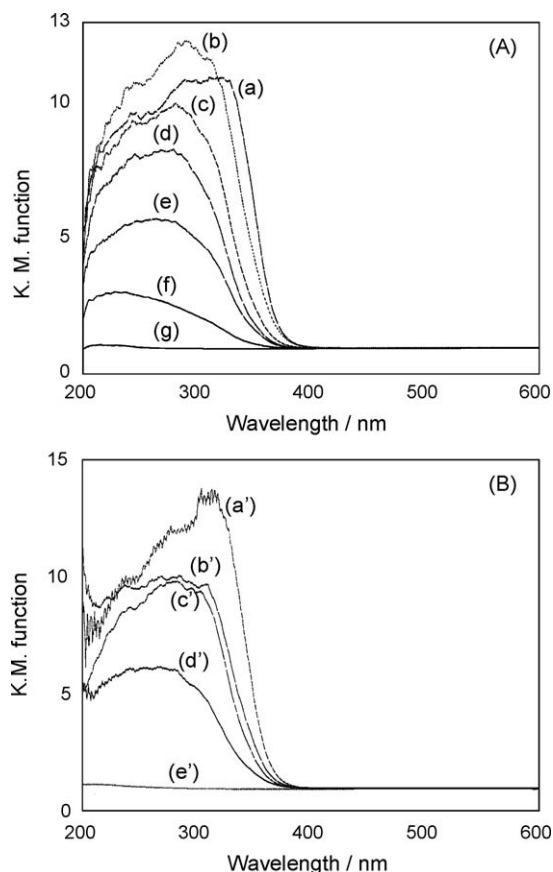 13
(A)
(b)
(a)
10
(c)
(d)
K. M. function
(e)
5
(f)
(g)
0
200
300
400
500
600
Wavelength / nm
15
(B)
(a’)
10
(b’)
(c’)
K.M. function
(d’)
5
(e’)
0
200
300
400
500
600
Wavelength / nm